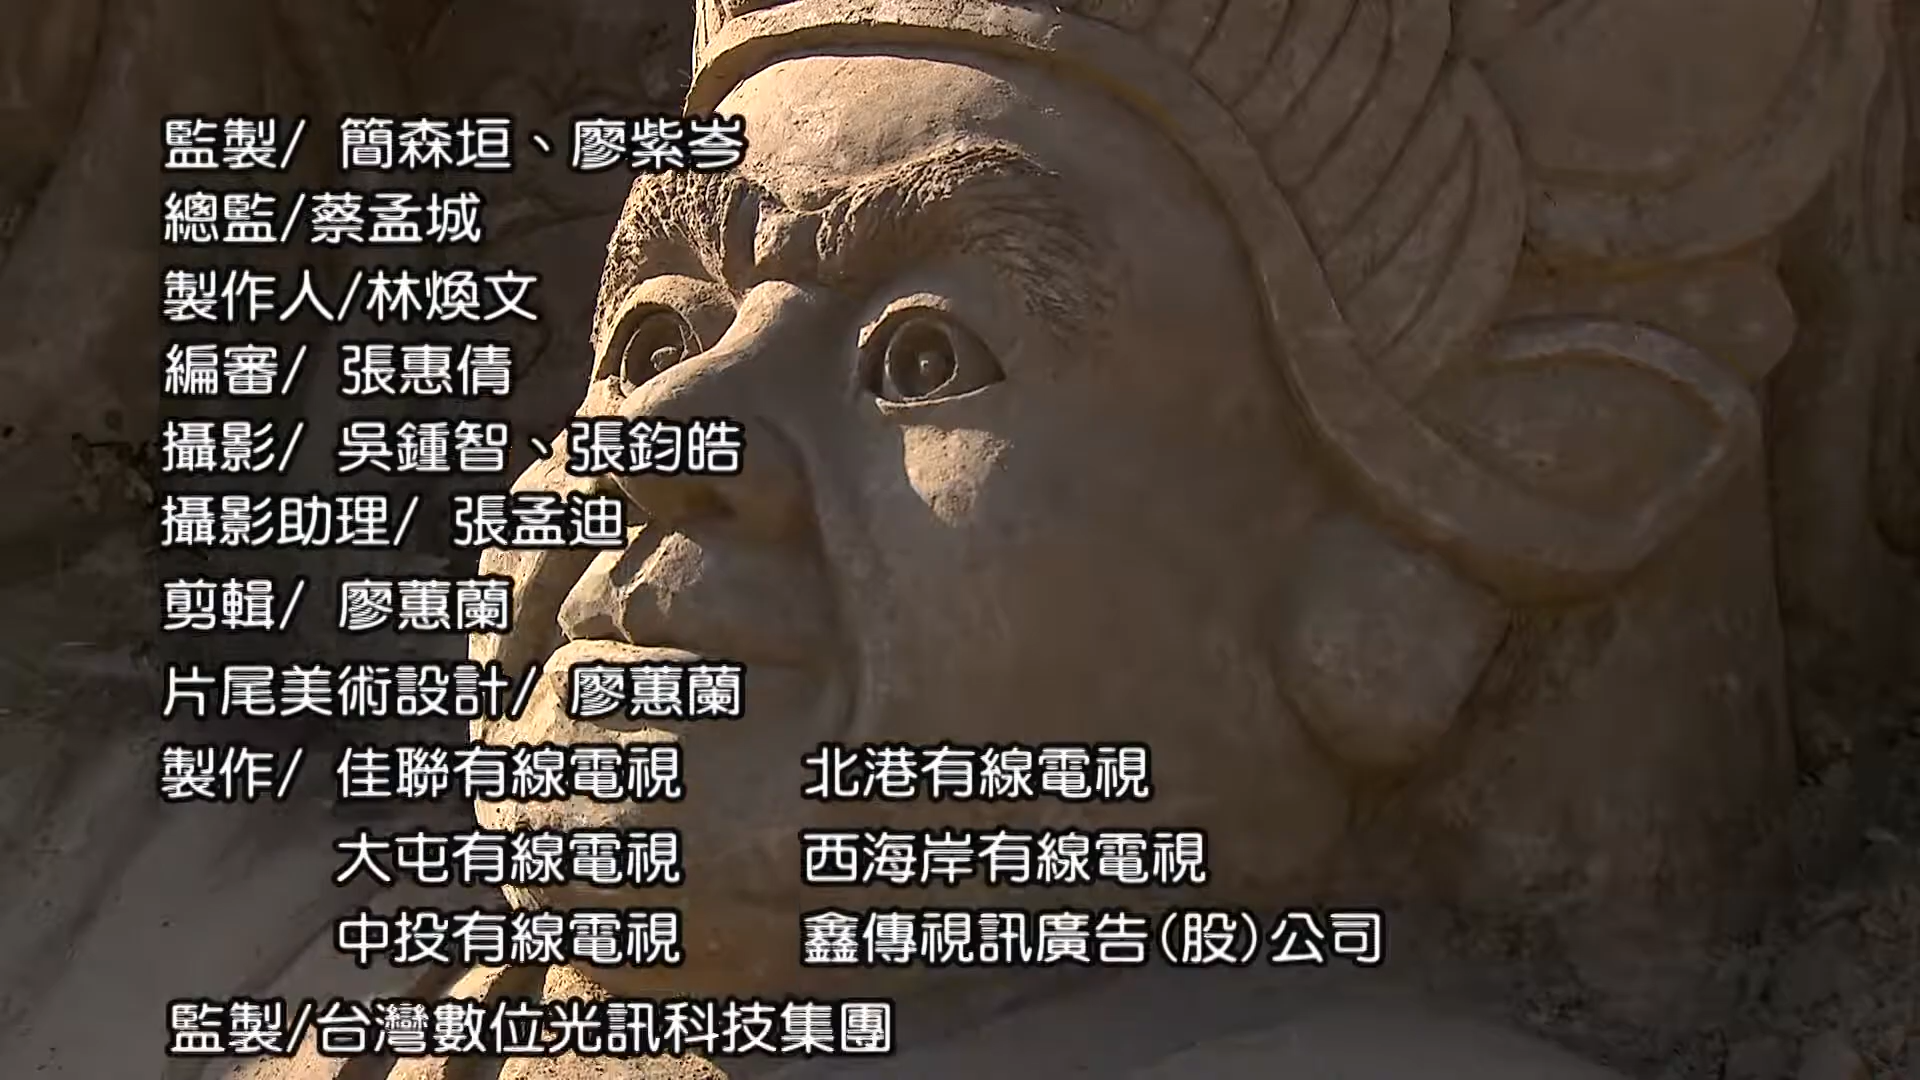 監製/ 簡森垣、廖紫岑
總監/蔡孟城
製作人/林煥文
編審/ 張惠倩
攝影/ 吳鍾智、張鈞皓
攝影助理/ 張孟迪
剪輯/ 廖蕙蘭
片尾美術設計/ 廖蕙蘭
製作/ 佳聯有線電視 北港有線電視
大屯有線電視 西海岸有線電視
中投有線電視 鑫傳視訊廣告(股)公司
監製/台灣數位光訊科技集團